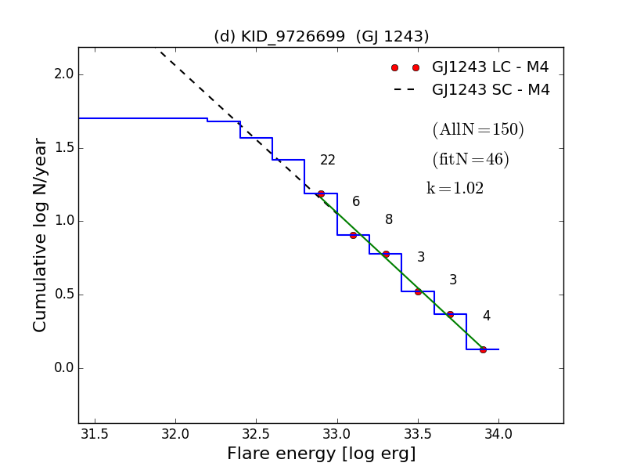 (d) KID_9726699 (GJ 1243)
GJ1243 LC - M4
GJ1243 SC - M4
(AllN = 150)
(fitN = 46)
k = 1.02
22
6
8
3
3
4
2.0
1.5
1.0
0.5
0.0
Cumulative log N/year
31.5 32.0 32.5 33.0 33.5 34.0
Flare energy [log erg]